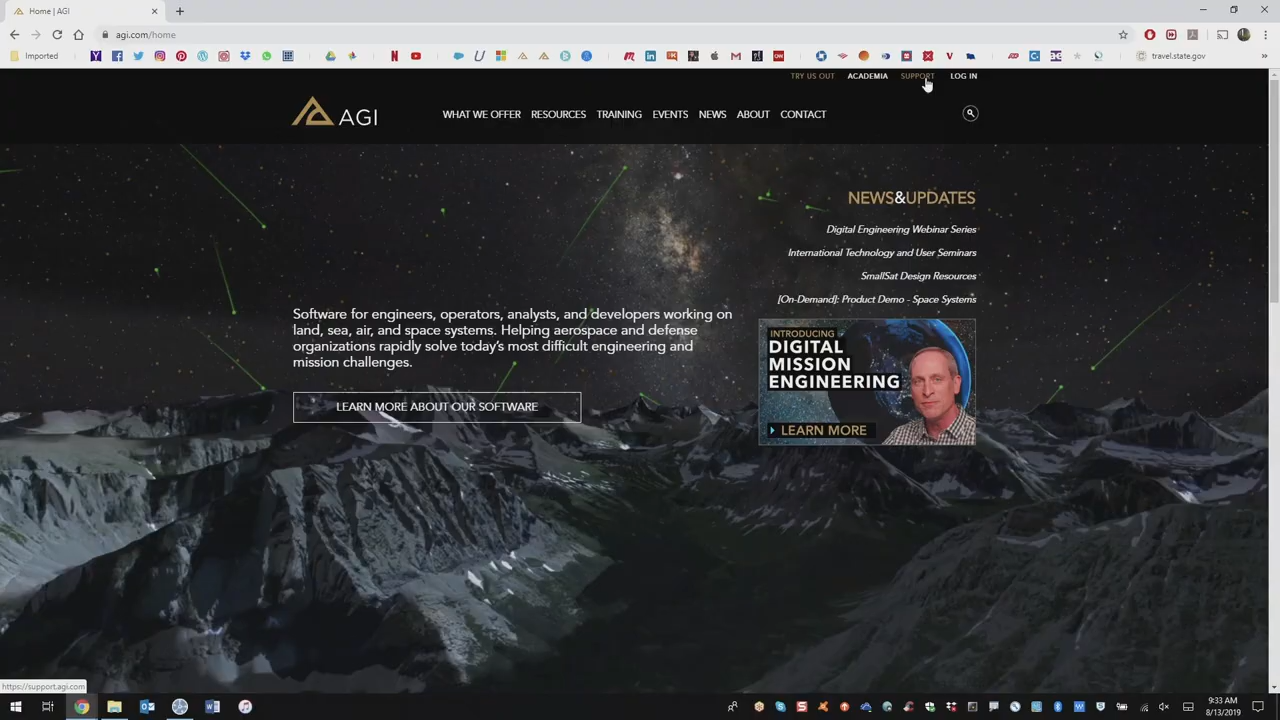 Home | AGI
agi.com/home
Imported
travel.state.gov
TRY US OUT ACADEMIA SUPPORT LOG IN
AGI
WHAT WE OFFER RESOURCES TRAINING EVENTS NEWS ABOUT CONTACT
NEWS&UPDATES
Digital Engineering Webinar Series
International Technology and User Seminars
SmallSat Design Resources
[On-Demand]: Product Demo - Space Systems
Software for engineers, operators, analysts, and developers working on
land, sea, air, and space systems. Helping aerospace and defense
organizations rapidly solve today's most difficult engineering and
mission challenges.
LEARN MORE ABOUT OUR SOFTWARE
INTRODUCING
DIGITAL
MISSION
ENGINEERING
LEARN MORE
https://support.agi.com
9:33 AM
8/13/2019